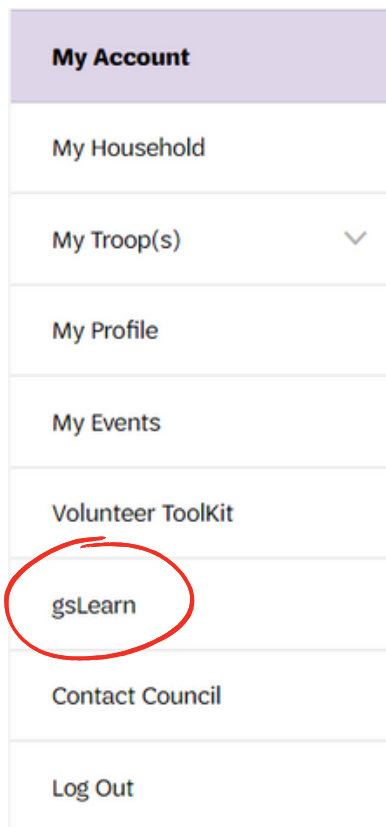 My Account
My Household
My Troop(s)
My Profile
My Events
Volunteer ToolKit
gsLearn
Contact Council
Log Out